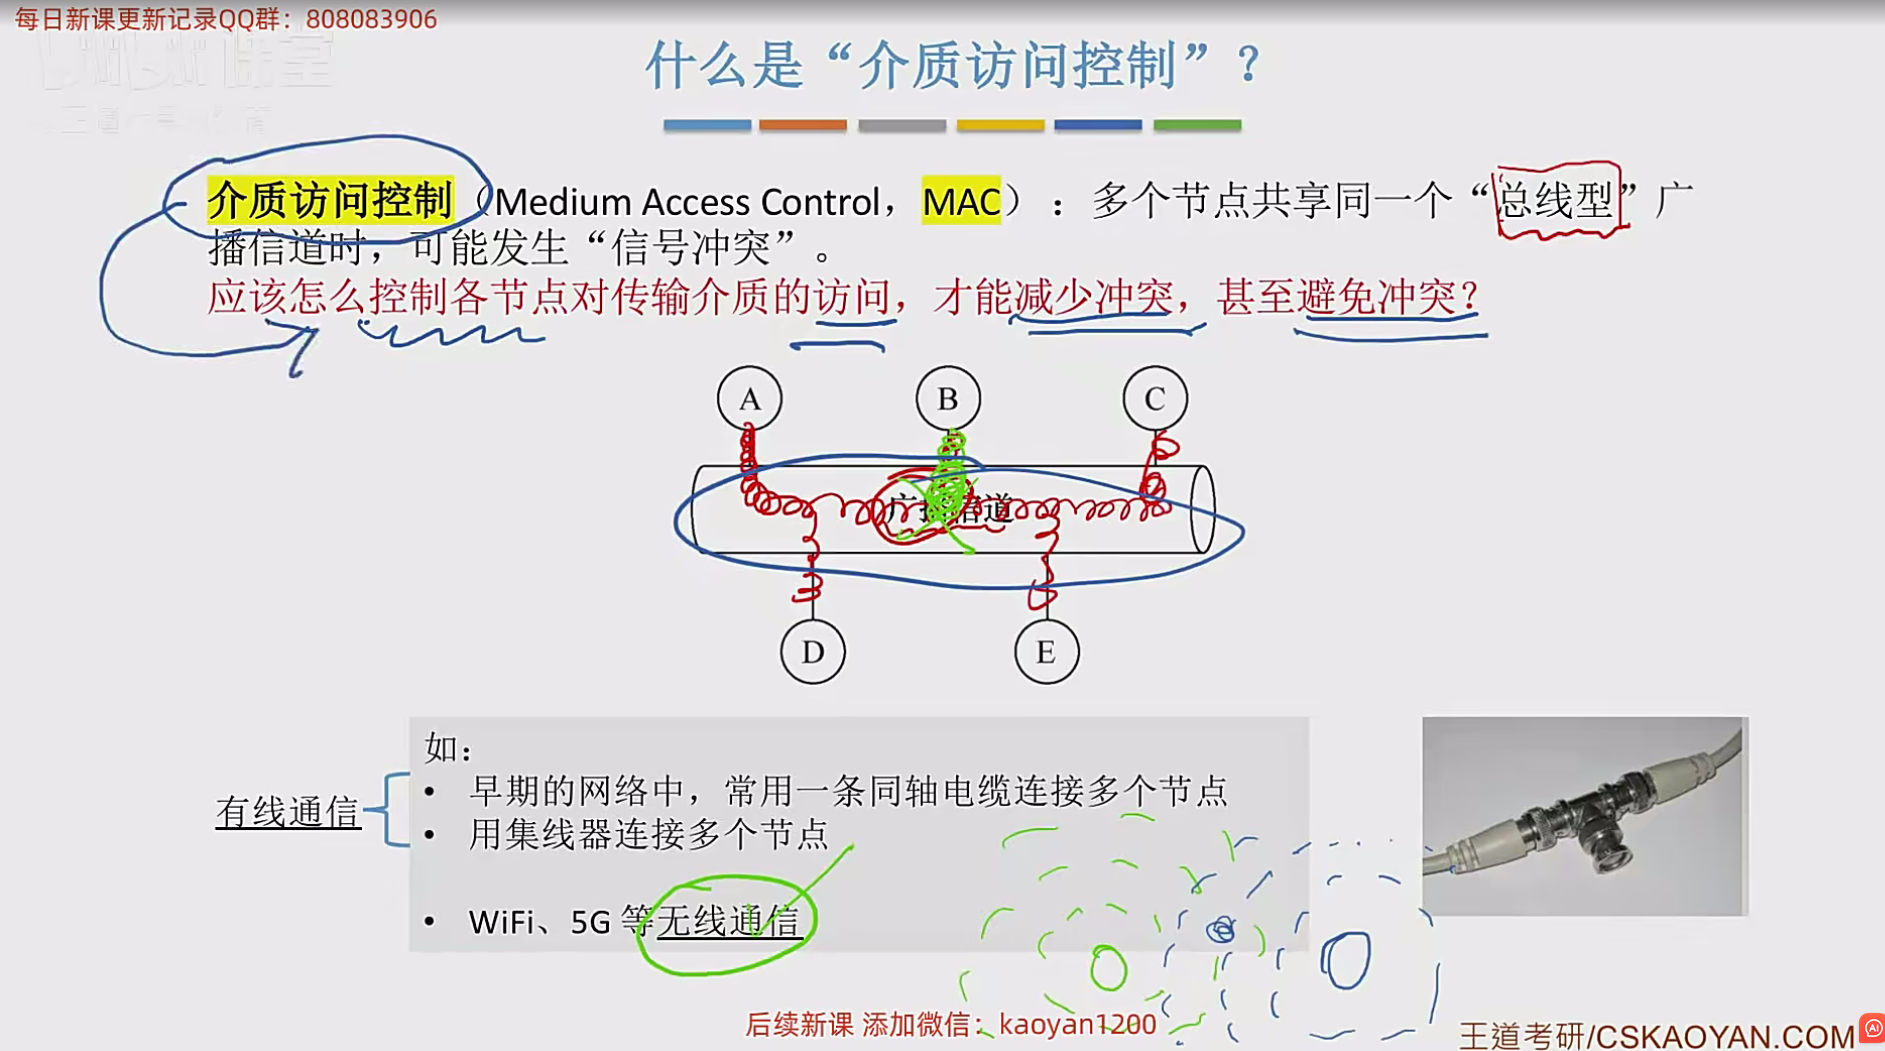 每日新课更新记录QQ群：808083906
什么是“介质访问控制”？
介质访问控制（Medium Access Control，MAC）：多个节点共享同一个“总线型”广
播信道时，可能发生“信号冲突”。
应该怎么控制各节点对传输介质的访问，才能减少冲突，甚至避免冲突？
A
B
C
广播信道
D
E
如：
有线通信
• 早期的网络中，常用一条同轴电缆连接多个节点
• 用集线器连接多个节点
• WiFi、5G 等无线通信
后续新课 添加微信：kaoyan1200
王道考研/CSKAOYAN.COM